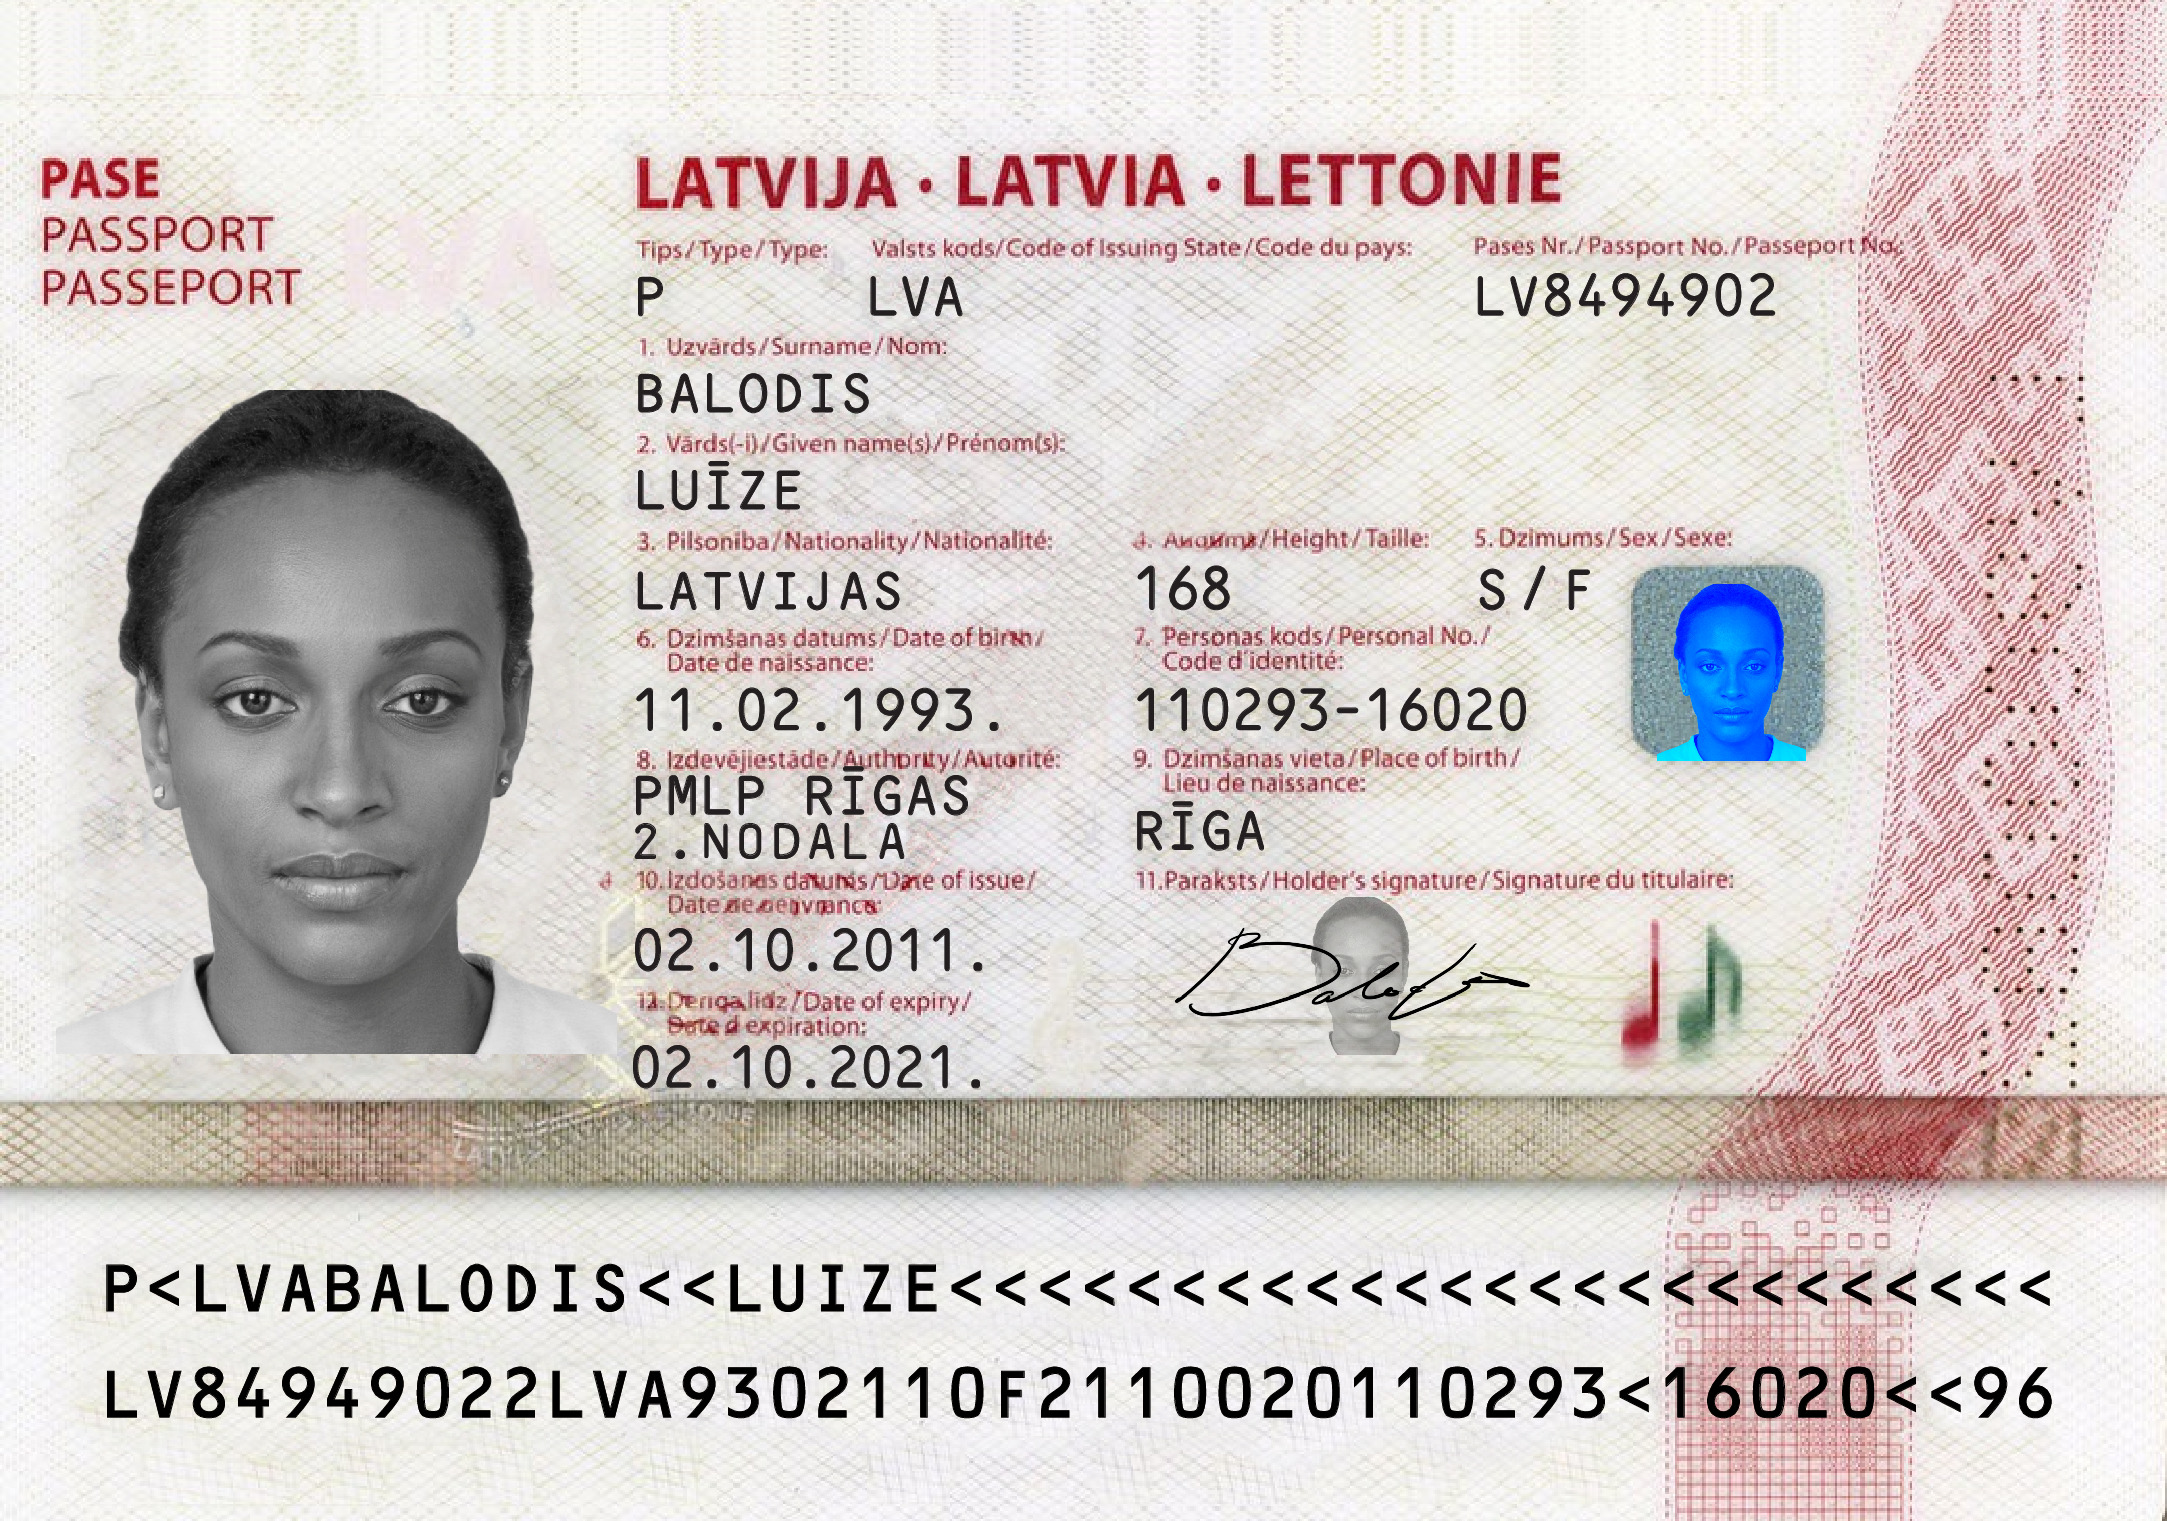 PASE
PASSPORT
PASSEPORT
LVA
LATVIJA · LATVIA · LETTONIE
Tips/Type/Type: Valsts kods/Code of Issuing State/Code du pays: Pases Nr./Passport No./Passeport No.:
P LVA LV8494902
1. Uzvārds/Surname/Nom:
BALODIS
2. Vārds(-i)/Given name(s)/Prénom(s):
LUĪZE
3. Pilsonība/Nationality/Nationalité: 4. Augums/Height/Taille: 5. Dzimums/Sex/Sexe:
LATVIJAS 168 S/F
6. Dzimšanas datums/Date of birth/ 7. Personas kods/Personal No./
Date de naissance: Code d'identité:
11.02.1993. 110293-16020
8. Izdevējiestāde/Authority/Autorité: 9. Dzimšanas vieta/Place of birth/
Lieu de naissance:
PMLP RĪGAS
2.NODALA
RĪGA
10. Izdošanas datums/Date of issue/ 11. Paraksts/Holder's signature/Signature du titulaire:
Date de délivrance:
02.10.2011.
12. Derīga līdz/Date of expiry/
Date d'expiration:
02.10.2021.
P<LVABALODIS<<LUIZE<<<<<<<<<<<<<<<<<<<<<<<<<
LV84949022LVA9302110F2110020110293<16020<<96